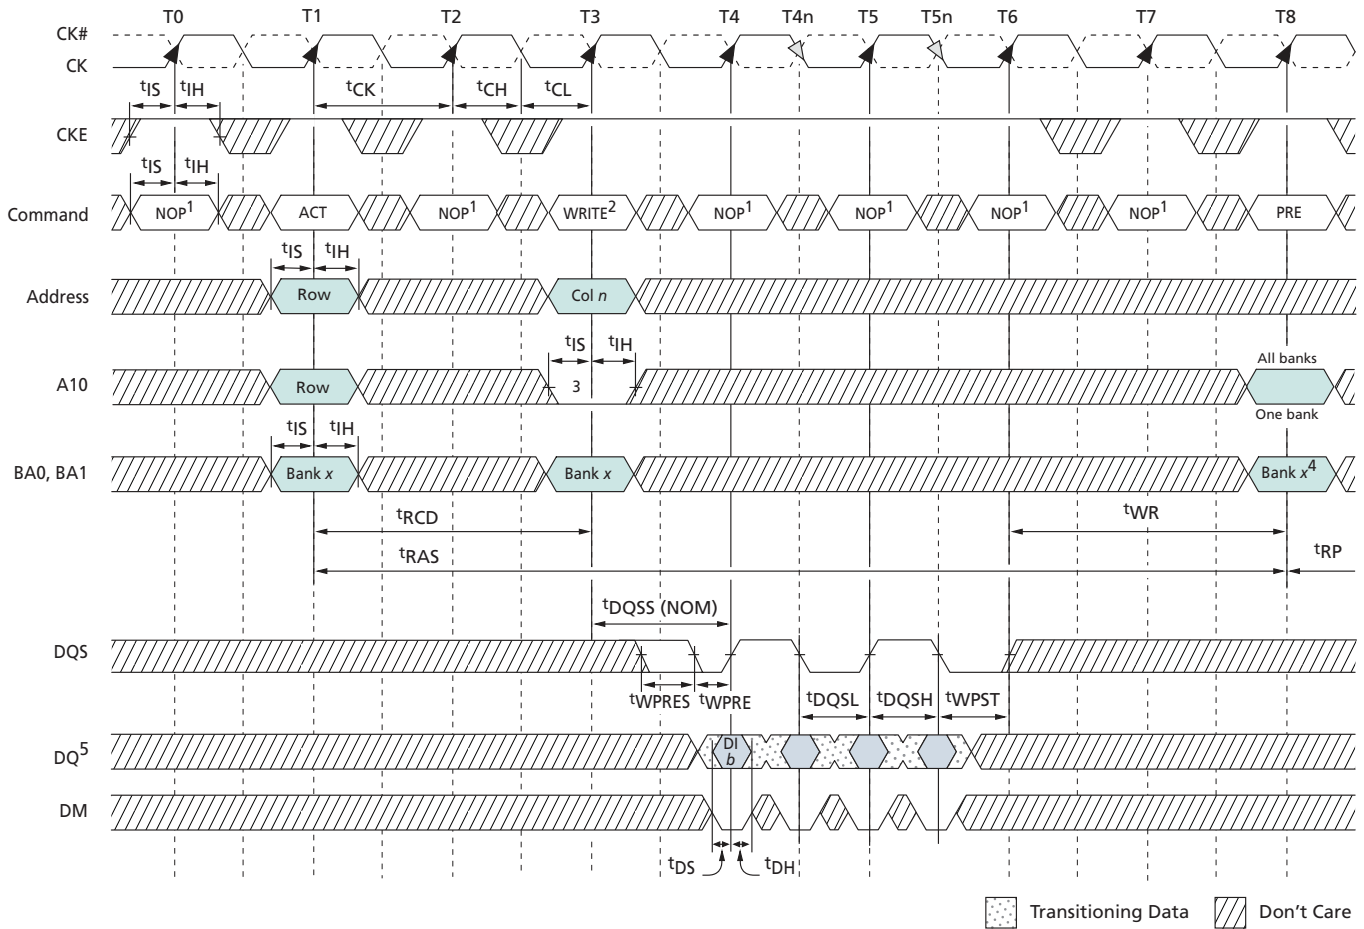 T0 T1 T2 T3 T4 T4n T5 T5n T6 T7 T8
CK#
CK
tIS tIH tCK tCH tCL
CKE
tIS tIH
Command NOP1 ACT NOP1 WRITE2 NOP1 NOP1 NOP1 NOP1 PRE
tIS tIH
Address Row Col n
tIS tIH
All banks
A10 Row 3
One bank
tIS tIH
BA0, BA1 Bank x Bank x Bank x4
tRCD tWR
tRAS tRP
tDQSS (NOM)
DQS
tWPRES tWPRE tDQSL tDQSH tWPST
DQ5 DI
b
DM
tDS tDH
Transitioning Data Don't Care